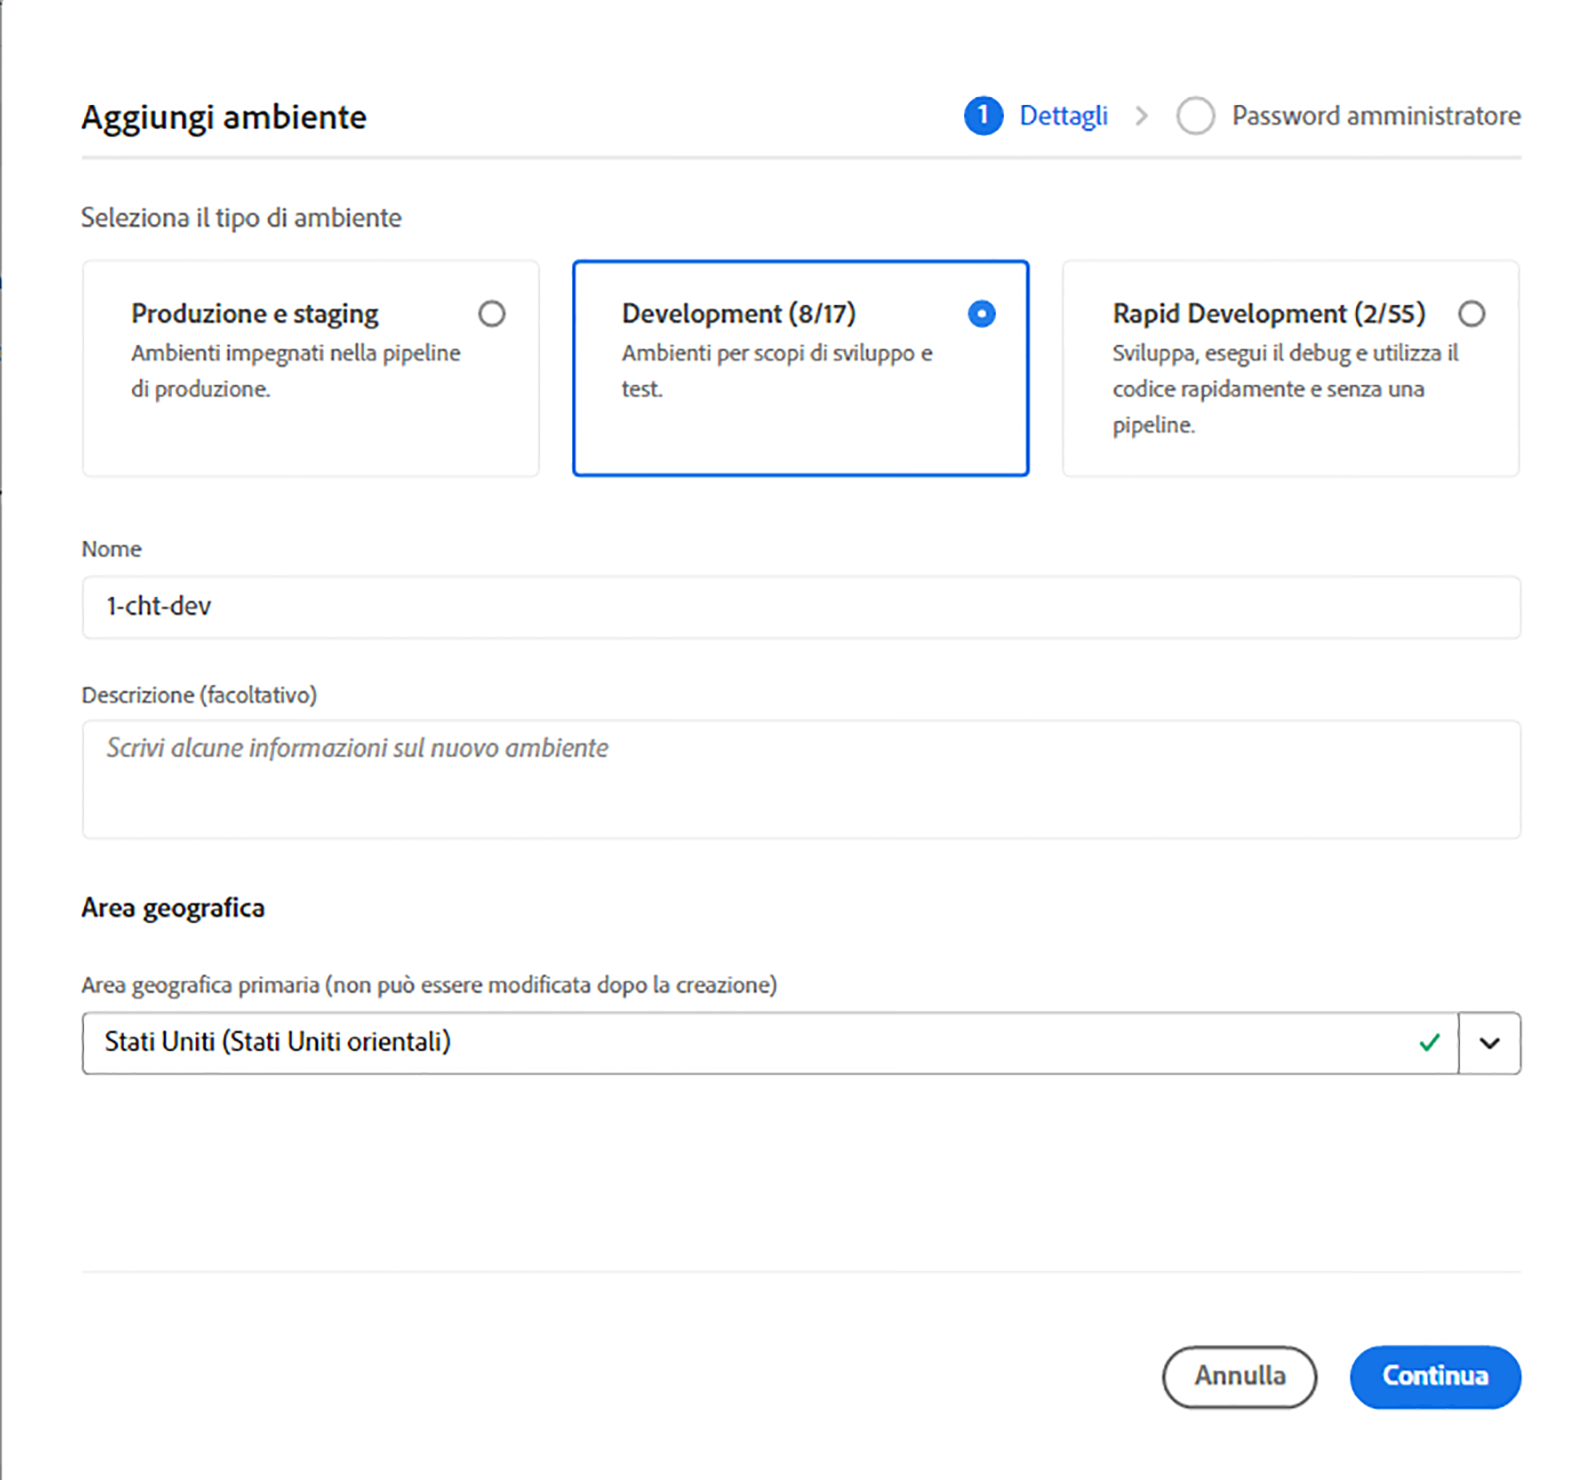 Aggiungi ambiente
1 Dettagli
Password amministratore
Seleziona il tipo di ambiente
Produzione e staging
Ambienti impegnati nella pipeline
di produzione.
Development (8/17)
Ambienti per scopi di sviluppo e
test.
Rapid Development (2/55)
Sviluppa, esegui il debug e utilizza il
codice rapidamente e senza una
pipeline.
Nome
1-cht-dev
Descrizione (facoltativo)
Scrivi alcune informazioni sul nuovo ambiente
Area geografica
Area geografica primaria (non può essere modificata dopo la creazione)
Stati Uniti (Stati Uniti orientali)
Annulla
Continua